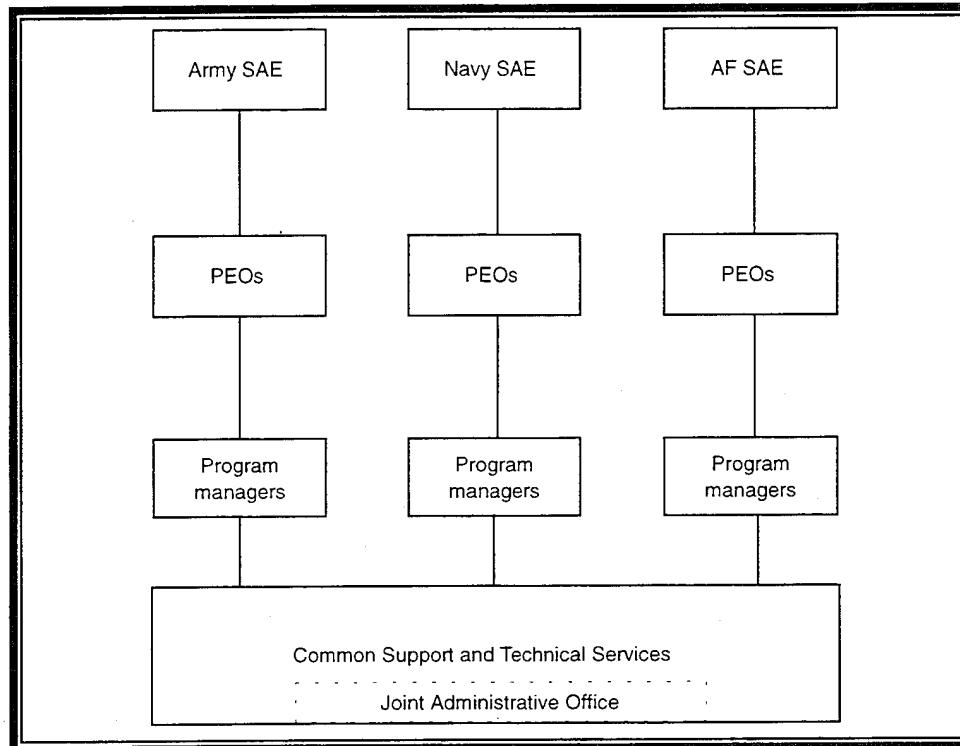 Army SAE
Navy SAE
AF SAE
PEOs
PEOs
PEOs
Program
managers
Program
managers
Program
managers
Common Support and Technical Services
Joint Administrative Office